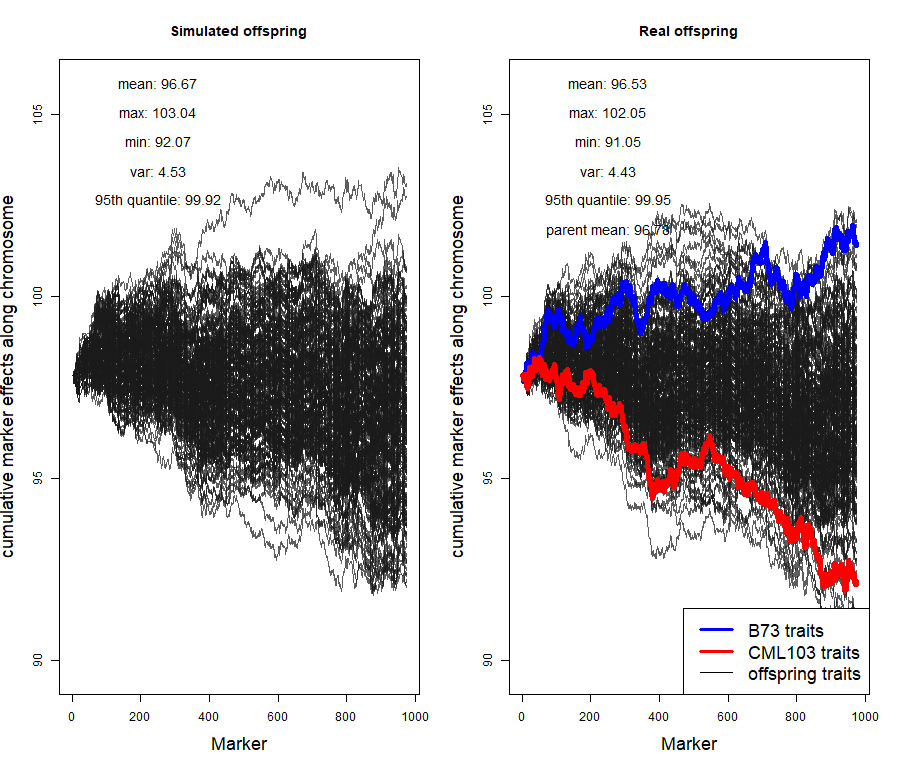 Simulated offspring
mean: 96.67
max: 103.04
min: 92.07
var: 4.53
95th quantile: 99.92
cumulative marker effects along chromosome
105
100
95
90
0 200 400 600 800 1000
Marker
Real offspring
mean: 96.53
max: 102.05
min: 91.05
var: 4.43
95th quantile: 99.95
parent mean: 96.78
cumulative marker effects along chromosome
105
100
95
90
B73 traits
CML103 traits
offspring traits
0 200 400 600 800 1000
Marker